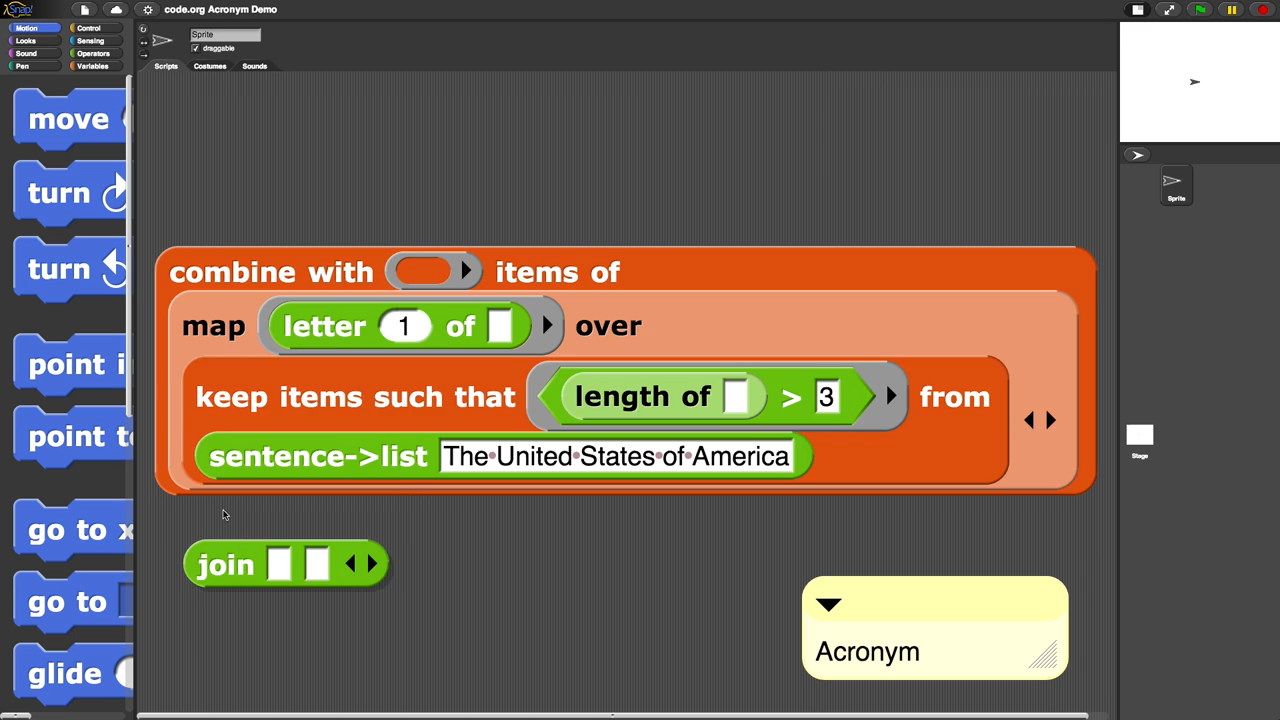 Snap!
code.org Acronym Demo
Motion
Control
Looks
Sensing
Sound
Operators
Pen
Variables
Sprite
draggable
Scripts
Costumes
Sounds
move
turn
turn
point i
point to
go to x
go to
glide
combine with items of
map letter 1 of over
keep items such that length of > 3 from
sentence->list The•United•States•of•America
join
Acronym
Sprite
Stage